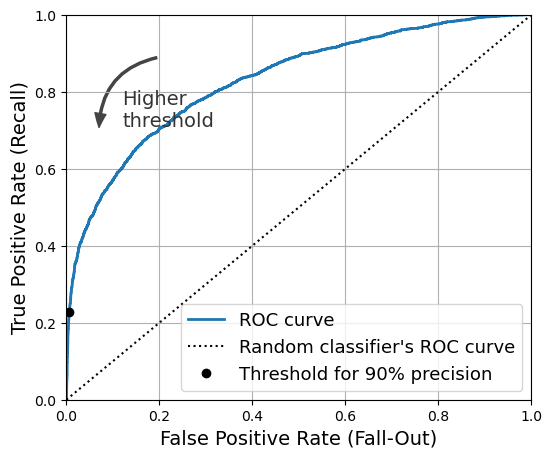 1.0
0.8
0.6
0.4
0.2
0.0
True Positive Rate (Recall)
Higher
threshold
ROC curve
Random classifier's ROC curve
Threshold for 90% precision
0.0 0.2 0.4 0.6 0.8 1.0
False Positive Rate (Fall-Out)